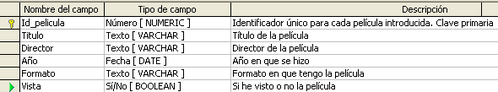 Nombre del campo Tipo de campo Descripción
Id_pelicula Número [ NUMERIC ] Identificador único para cada película introducida. Clave primaria
Título Texto [ VARCHAR ] Título de la película
Director Texto [ VARCHAR ] Director de la película
Año Fecha [ DATE ] Año en que se hizo
Formato Texto [ VARCHAR ] Formato en que tengo la película
Vista Sí/No [ BOOLEAN ] Si he visto o no la película